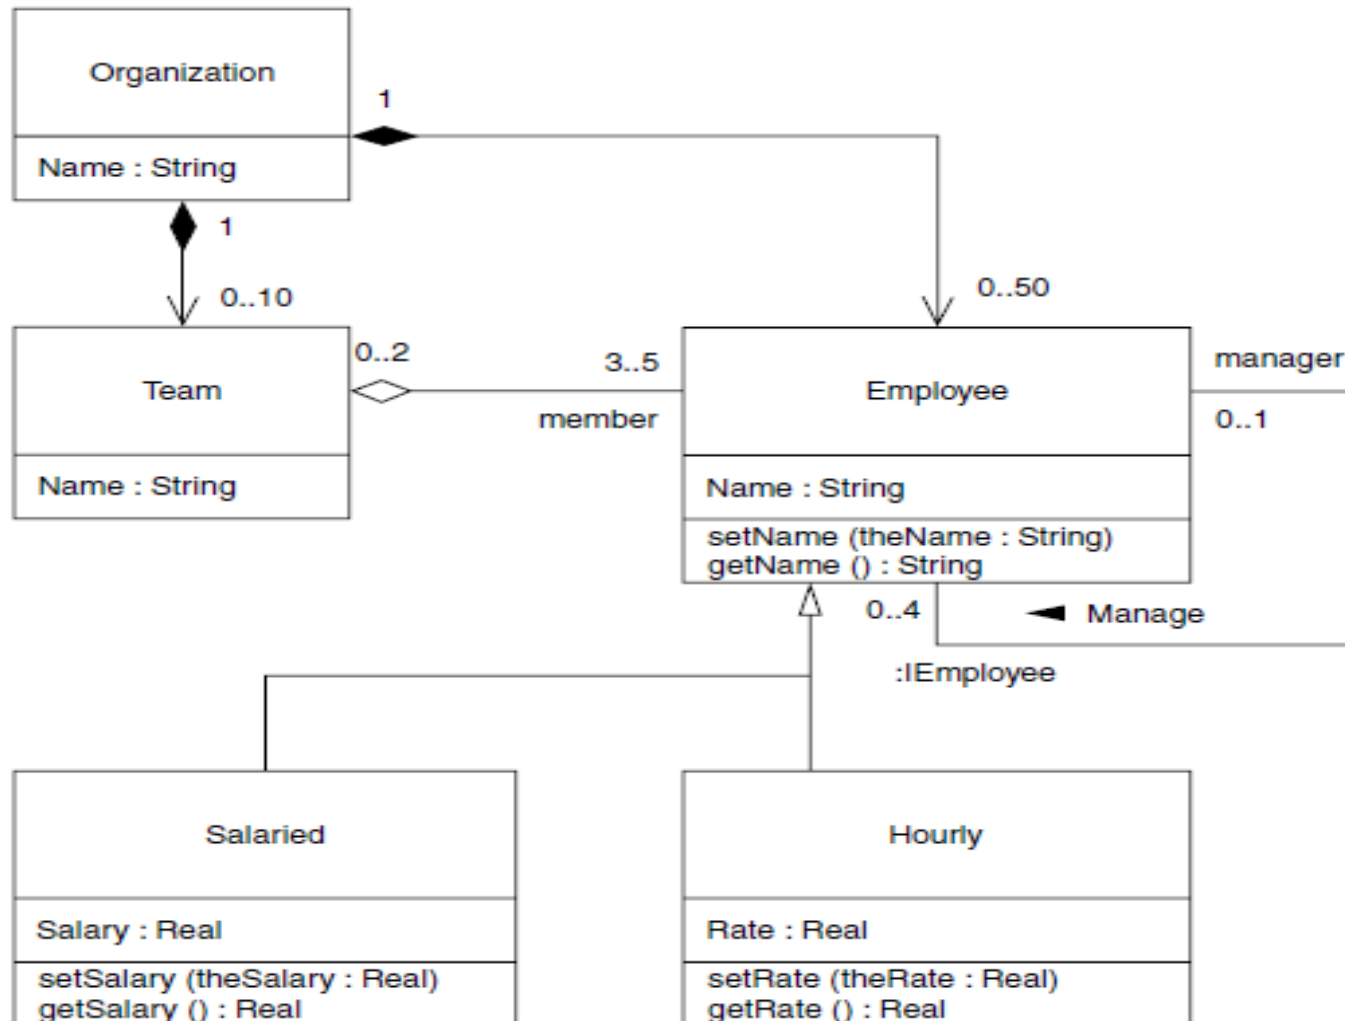 Organization
1
Name : String
1
0..10
0..50
0..2
3..5
manager
Team
Employee
member
0..1
Name : String
Name : String
setName (theName : String)
getName () : String
0..4
Manage
:IEmployee
Salaried
Hourly
Salary : Real
Rate : Real
setSalary (theSalary : Real)
setRate (theRate : Real)
getSalary () : Real
getRate () : Real